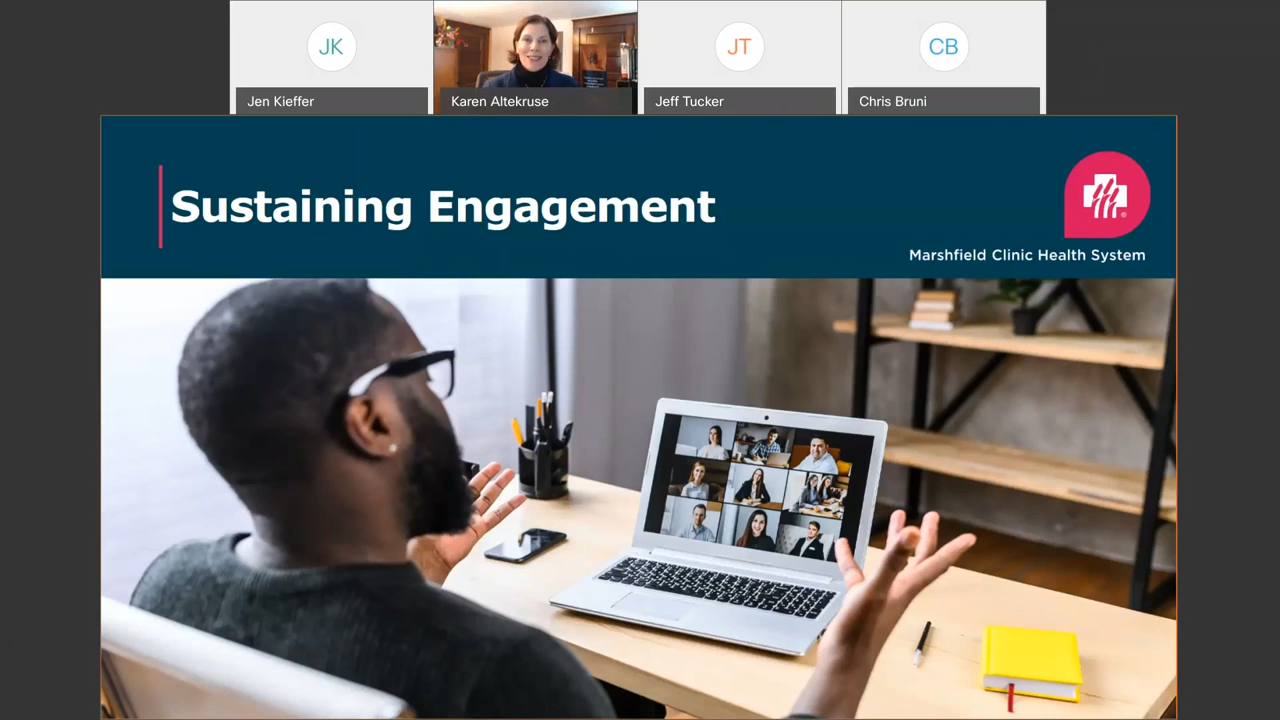 JK
JT
CB
Jen Kieffer
Karen Altekruse
Jeff Tucker
Chris Bruni
Sustaining Engagement
Marshfield Clinic Health System